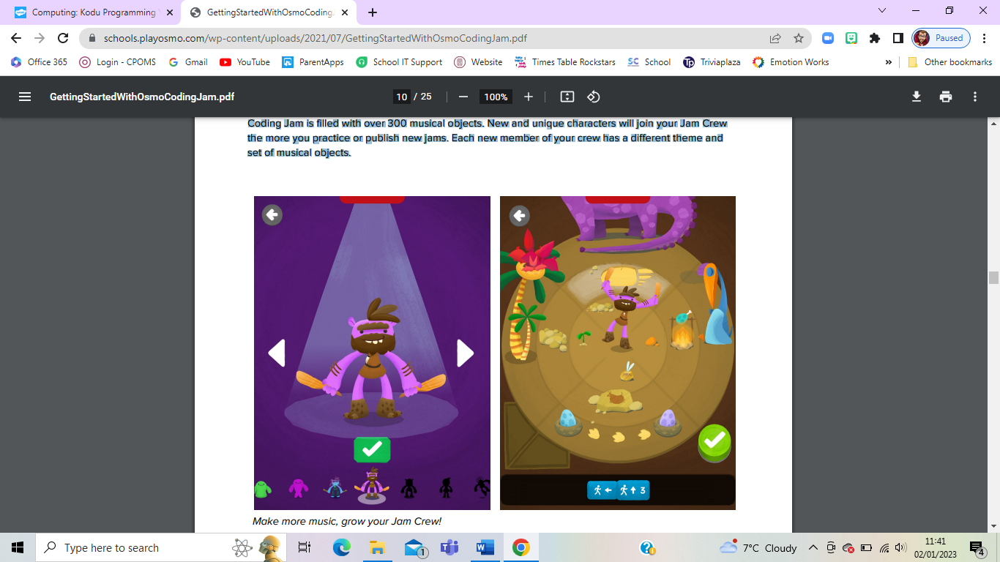 Computing: Kodu Programming
GettingStartedWithOsmoCodingJam
schools.playosmo.com/wp-content/uploads/2021/07/GettingStartedWithOsmoCodingJam.pdf
Paused
Office 365 Login - CPOMS Gmail YouTube ParentApps School IT Support Website Times Table Rockstars SC School Tp Triviaplaza Emotion Works » Other bookmarks
GettingStartedWithOsmoCodingJam.pdf 10 / 25 100%
Coding Jam is filled with over 300 musical objects. New and unique characters will join your Jam Crew
the more you practice or publish new jams. Each new member of your crew has a different theme and
set of musical objects.
3
Make more music, grow your Jam Crew!
Type here to search
1
7°C Cloudy
11:41
02/01/2023
4